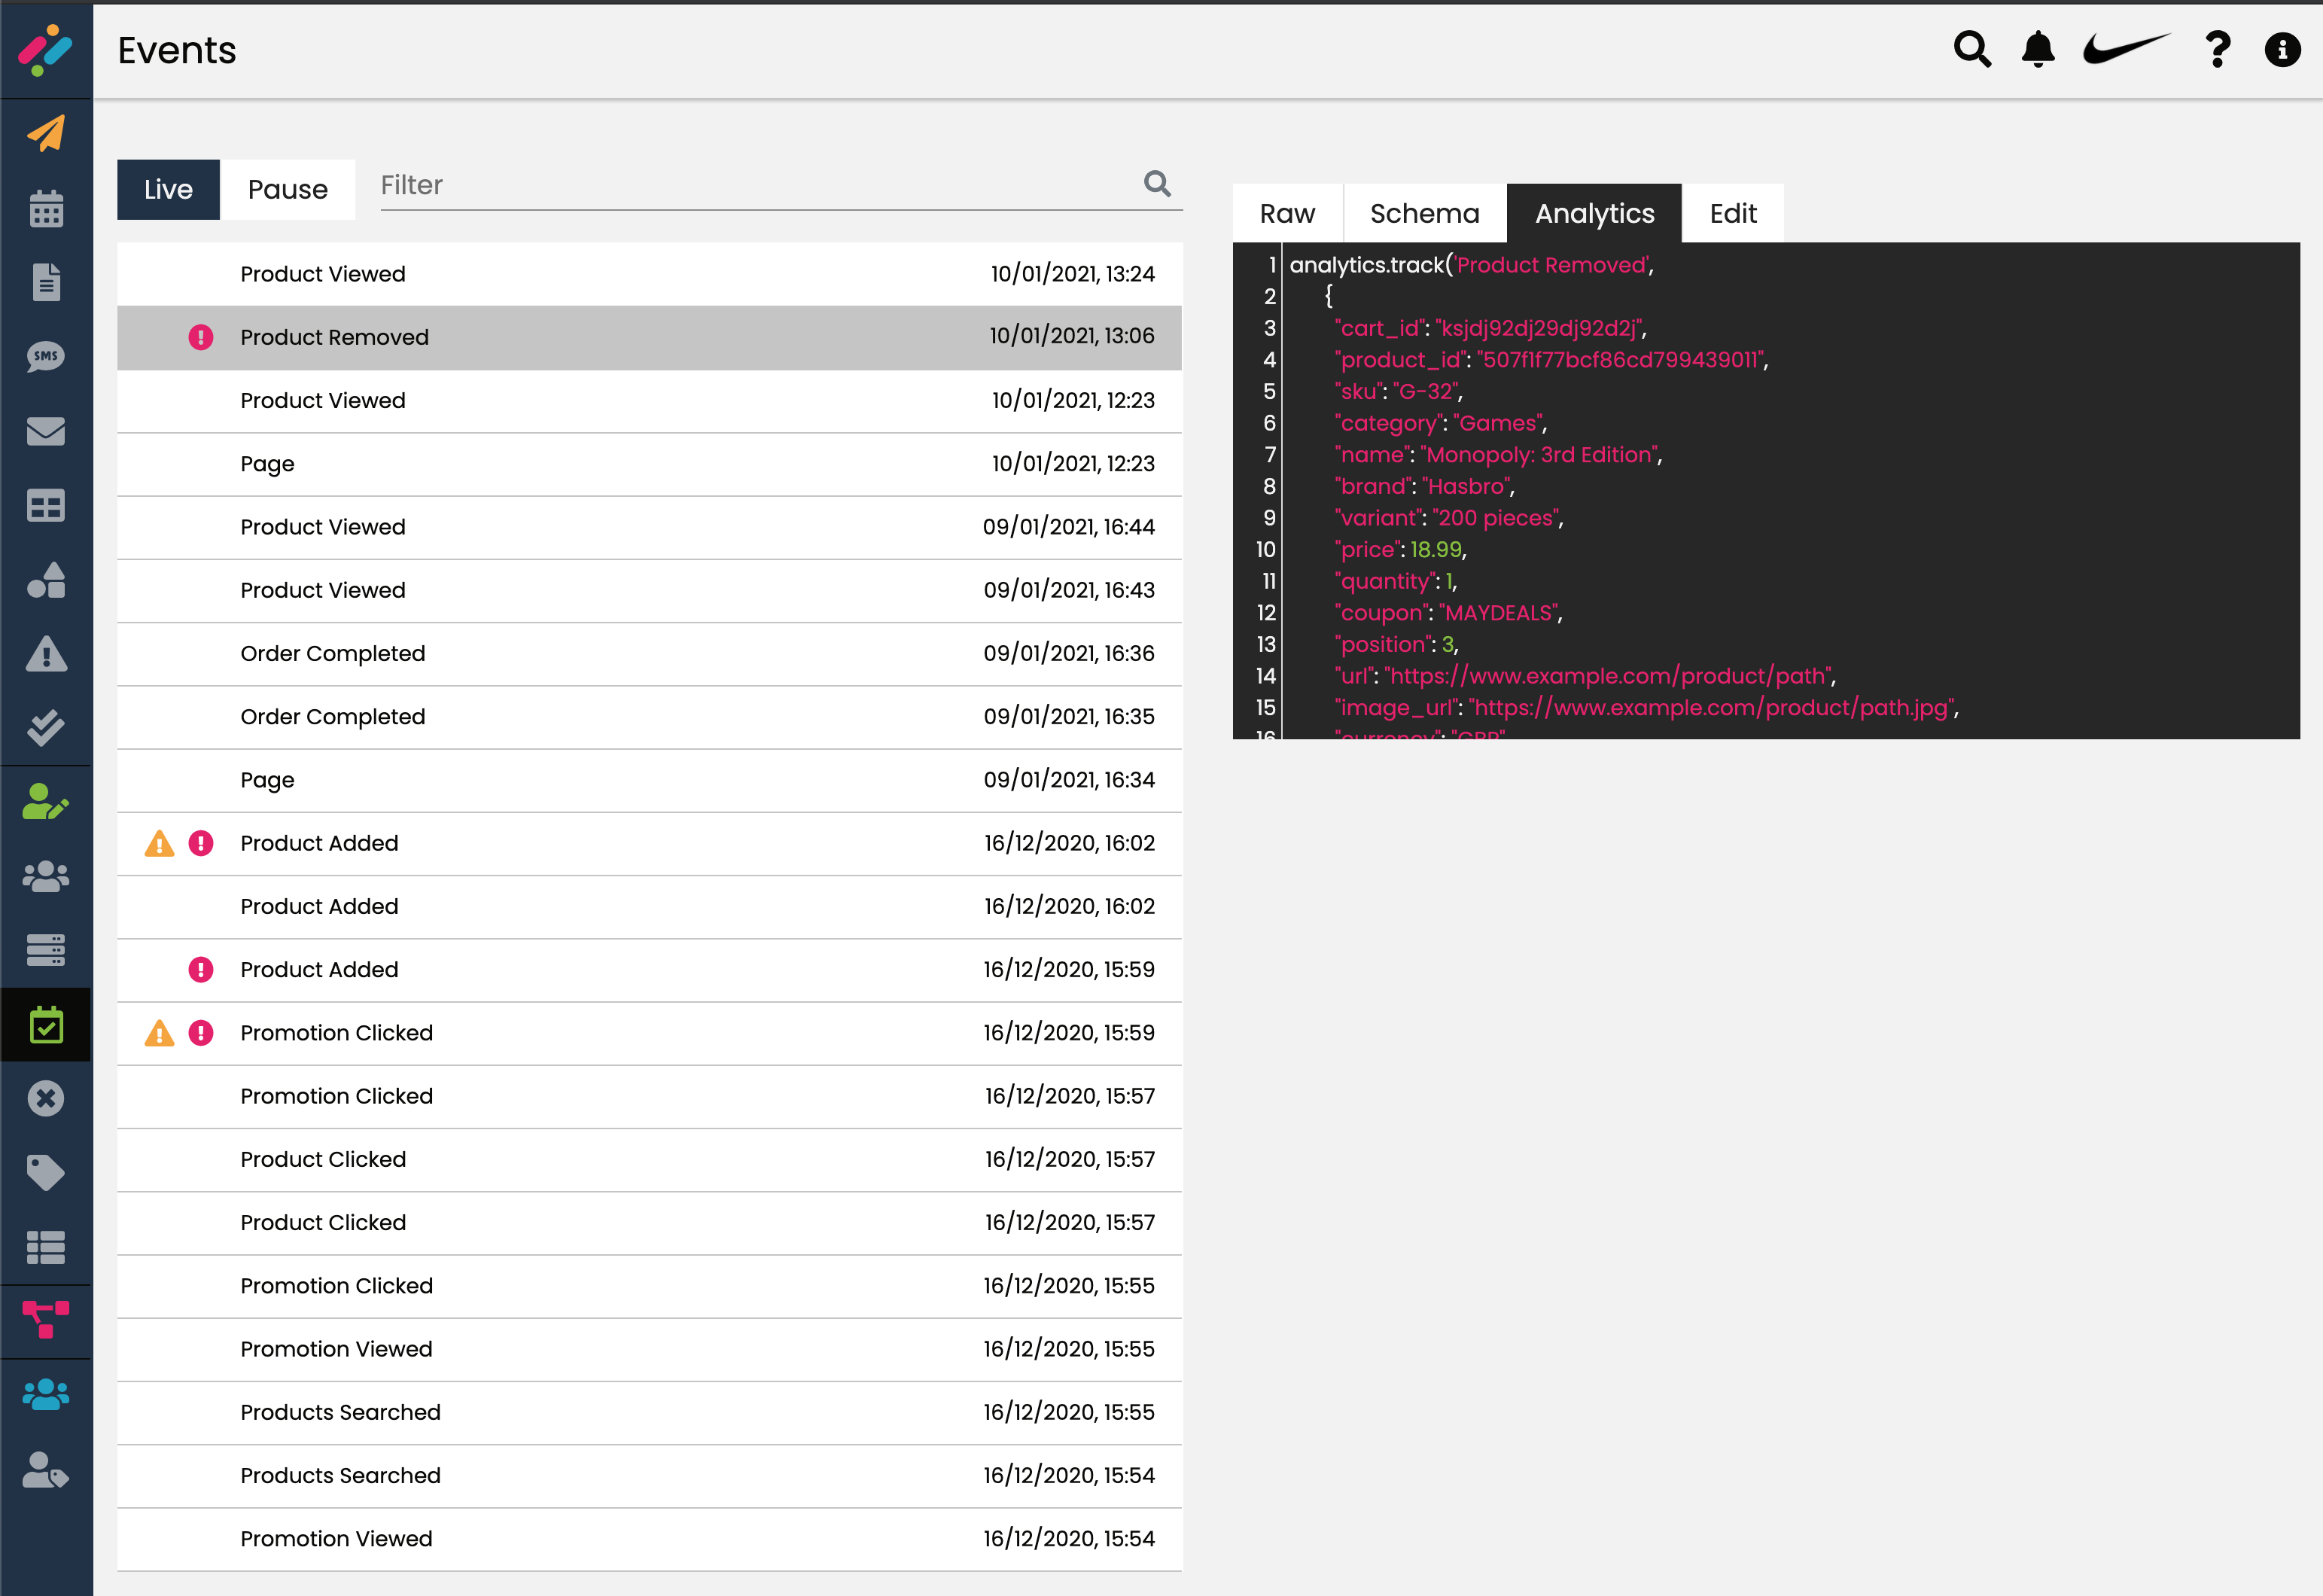 Events
SMS
Live
Pause
Filter
Product Viewed 10/01/2021, 13:24
Product Removed 10/01/2021, 13:06
Product Viewed 10/01/2021, 12:23
Page 10/01/2021, 12:23
Product Viewed 09/01/2021, 16:44
Product Viewed 09/01/2021, 16:43
Order Completed 09/01/2021, 16:36
Order Completed 09/01/2021, 16:35
Page 09/01/2021, 16:34
Product Added 16/12/2020, 16:02
Product Added 16/12/2020, 16:02
Product Added 16/12/2020, 15:59
Promotion Clicked 16/12/2020, 15:59
Promotion Clicked 16/12/2020, 15:57
Product Clicked 16/12/2020, 15:57
Product Clicked 16/12/2020, 15:57
Promotion Clicked 16/12/2020, 15:55
Promotion Viewed 16/12/2020, 15:55
Products Searched 16/12/2020, 15:55
Products Searched 16/12/2020, 15:54
Promotion Viewed 16/12/2020, 15:54
Raw
Schema
Analytics
Edit
1 analytics.track('Product Removed',
2 {
3 "cart_id": "ksjdj92dj29dj92d2j",
4 "product_id": "507f1f77bcf86cd799439011",
5 "sku": "G-32",
6 "category": "Games",
7 "name": "Monopoly: 3rd Edition",
8 "brand": "Hasbro",
9 "variant": "200 pieces",
10 "price": 18.99,
11 "quantity": 1,
12 "coupon": "MAYDEALS",
13 "position": 3,
14 "url": "https://www.example.com/product/path",
15 "image_url": "https://www.example.com/product/path.jpg",
16 "currency": "GBP"